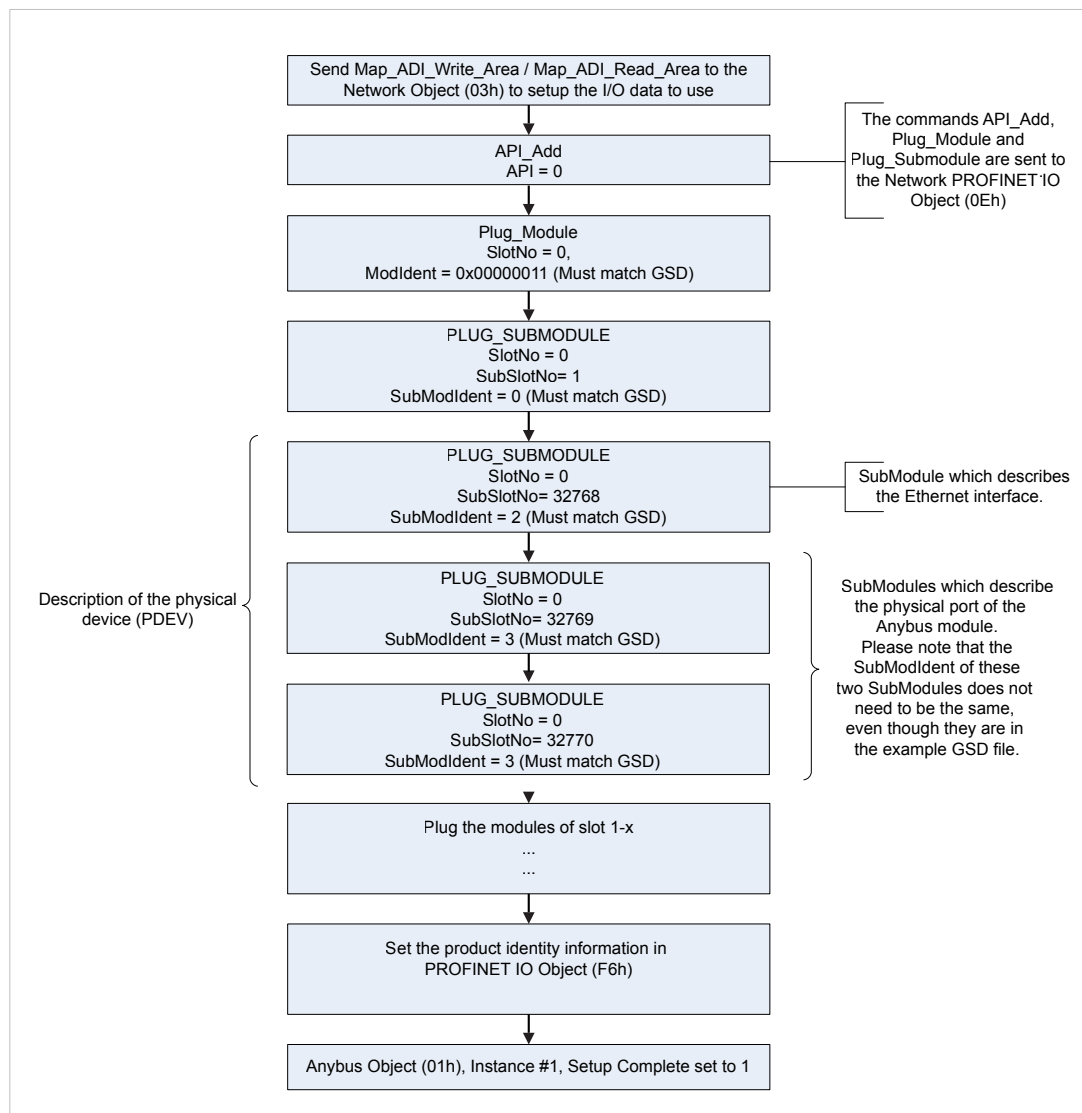 Send Map_ADI_Write_Area / Map_ADI_Read_Area to the
Network Object (03h) to setup the I/O data to use
API_Add
API = 0
The commands API_Add,
Plug_Module and
Plug_Submodule are sent to
the Network PROFINET IO
Object (0Eh)
Plug_Module
SlotNo = 0,
ModIdent = 0x00000011 (Must match GSD)
PLUG_SUBMODULE
SlotNo = 0
SubSlotNo= 1
SubModIdent = 0 (Must match GSD)
Description of the physical
device (PDEV)
PLUG_SUBMODULE
SlotNo = 0
SubSlotNo= 32768
SubModIdent = 2 (Must match GSD)
SubModule which describes
the Ethernet interface.
PLUG_SUBMODULE
SlotNo = 0
SubSlotNo= 32769
SubModIdent = 3 (Must match GSD)
PLUG_SUBMODULE
SlotNo = 0
SubSlotNo= 32770
SubModIdent = 3 (Must match GSD)
SubModules which describe
the physical port of the
Anybus module.
Please note that the
SubModIdent of these
two SubModules does not
need to be the same,
even though they are in
the example GSD file.
Plug the modules of slot 1-x
...
...
Set the product identity information in
PROFINET IO Object (F6h)
Anybus Object (01h), Instance #1, Setup Complete set to 1